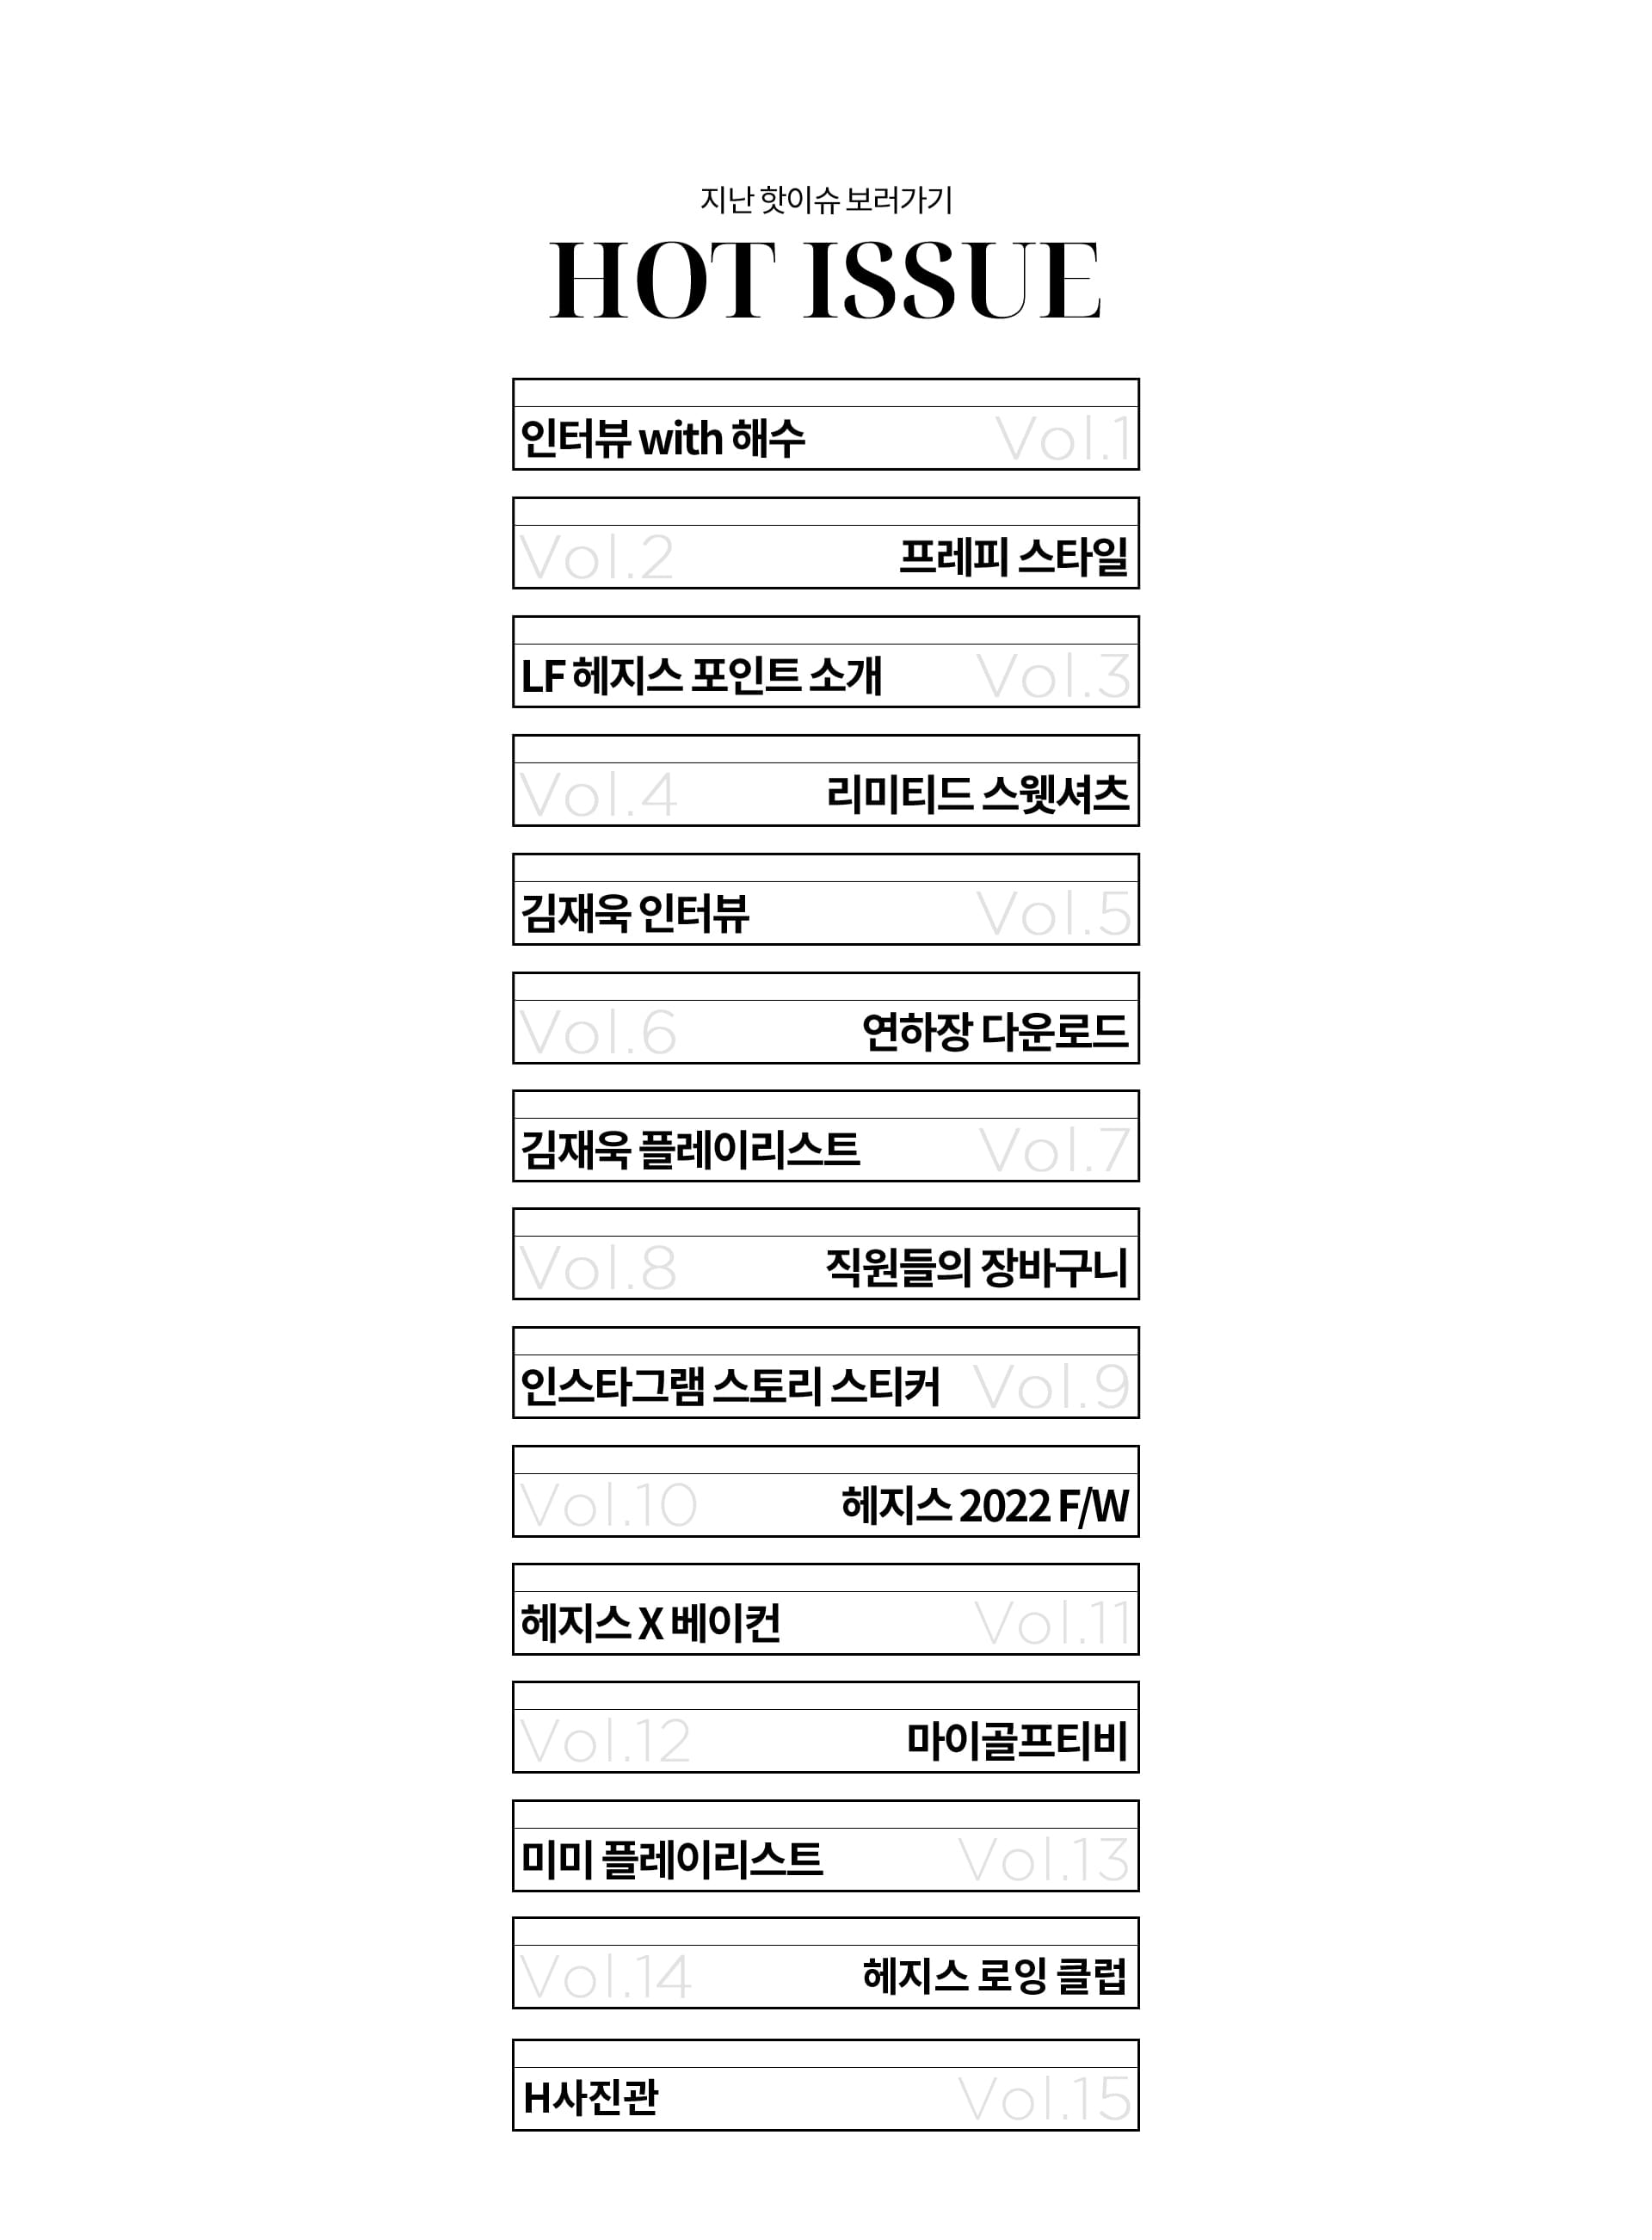 지난 핫이슈 보러가기
HOT ISSUE
인터뷰 with 해수 Vol.1
Vol.2 프레피 스타일
LF 헤지스 포인트 소개 Vol.3
Vol.4 리미티드 스웻셔츠
김재욱 인터뷰 Vol.5
Vol.6 연하장 다운로드
김재욱 플레이리스트 Vol.7
Vol.8 직원들의 장바구니
인스타그램 스토리 스티커 Vol.9
Vol.10 헤지스 2022 F/W
헤지스 X 베이컨 Vol.11
Vol.12 마이골프티비
미미 플레이리스트 Vol.13
Vol.14 헤지스 로잉 클럽
H사진관 Vol.15